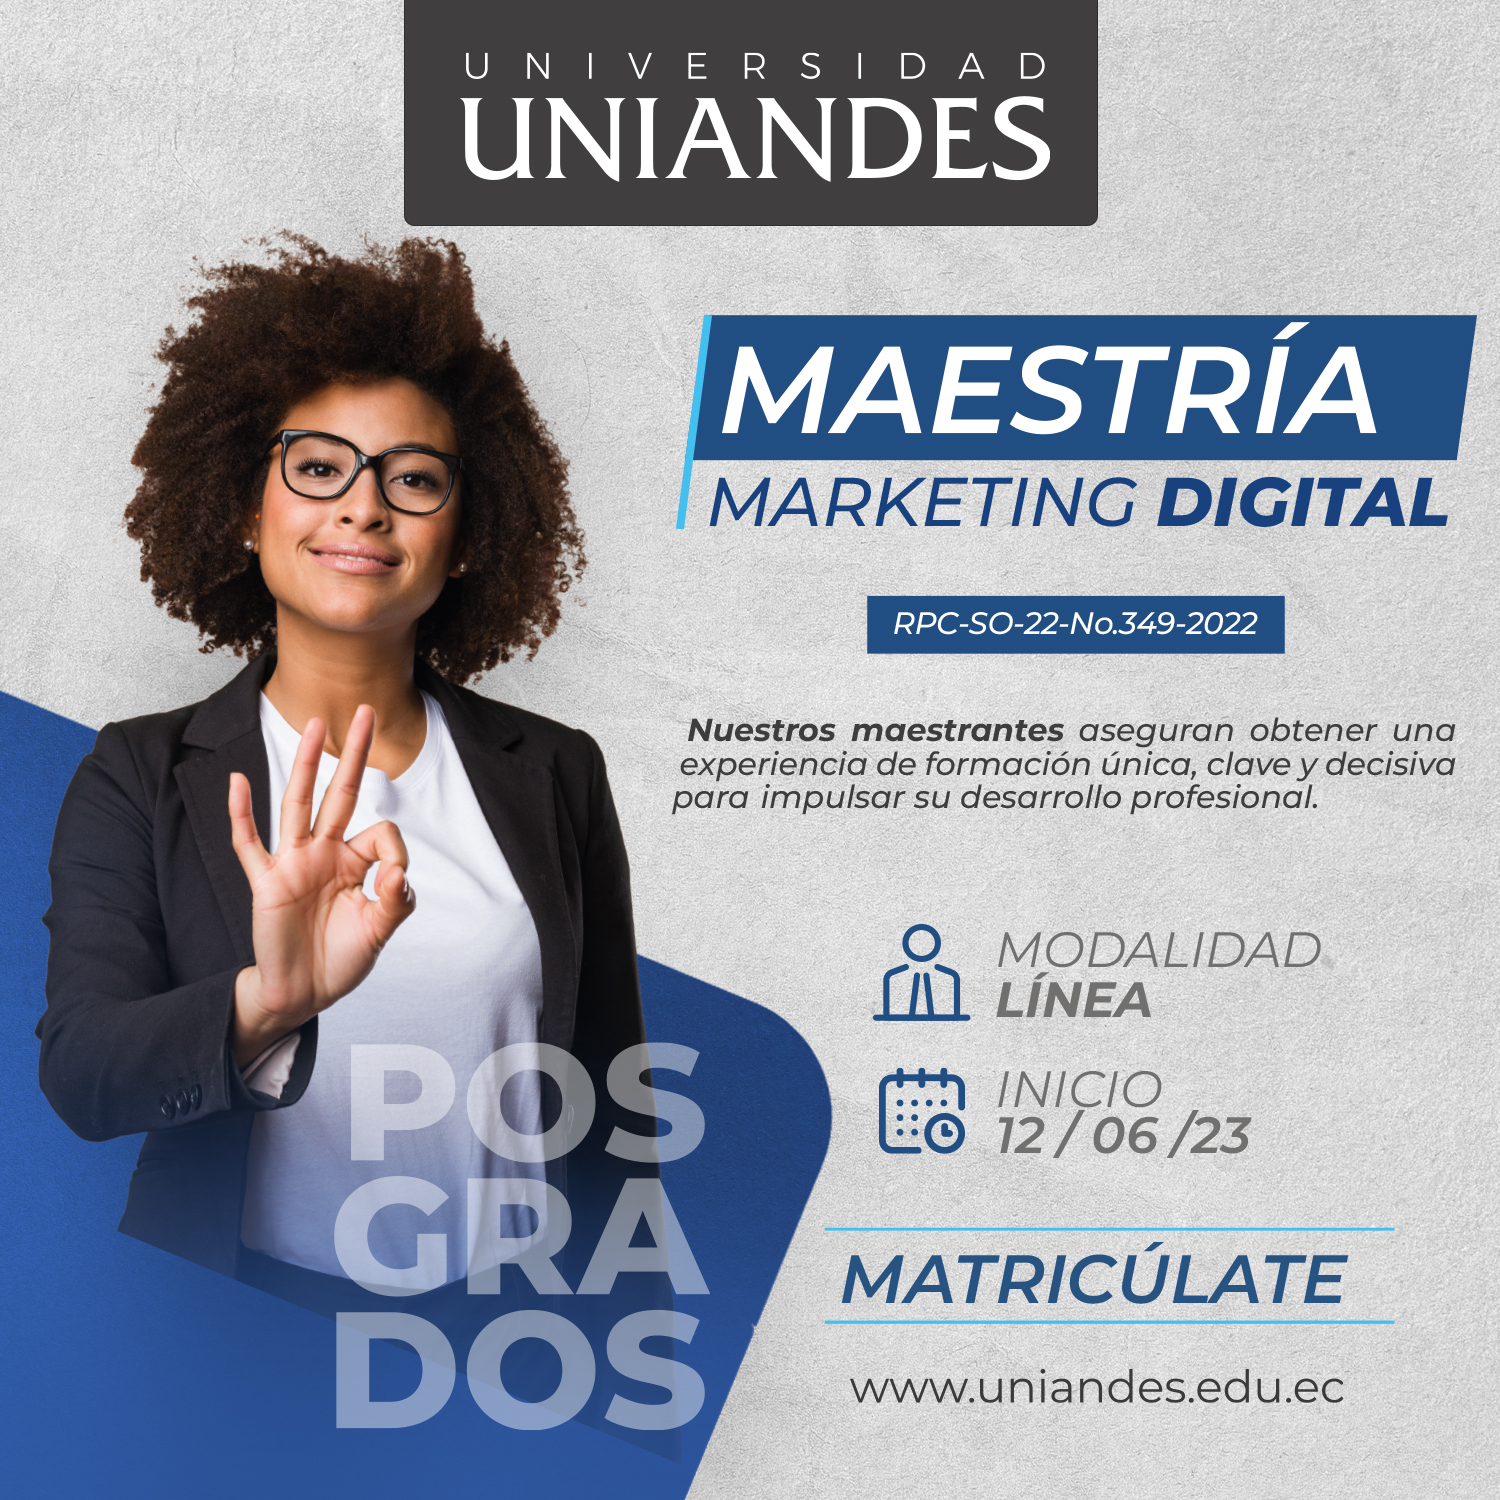 UNIVERSIDAD
UNIANDES
MAESTRÍA
MARKETING DIGITAL
RPC-SO-22-No.349-2022
Nuestros maestrantes aseguran obtener una
experiencia de formación única, clave y decisiva
para impulsar su desarrollo profesional.
MODALIDAD
LÍNEA
INICIO
12 / 06 /23
POS
GRA
DOS
MATRICÚLATE
www.uniandes.edu.ec